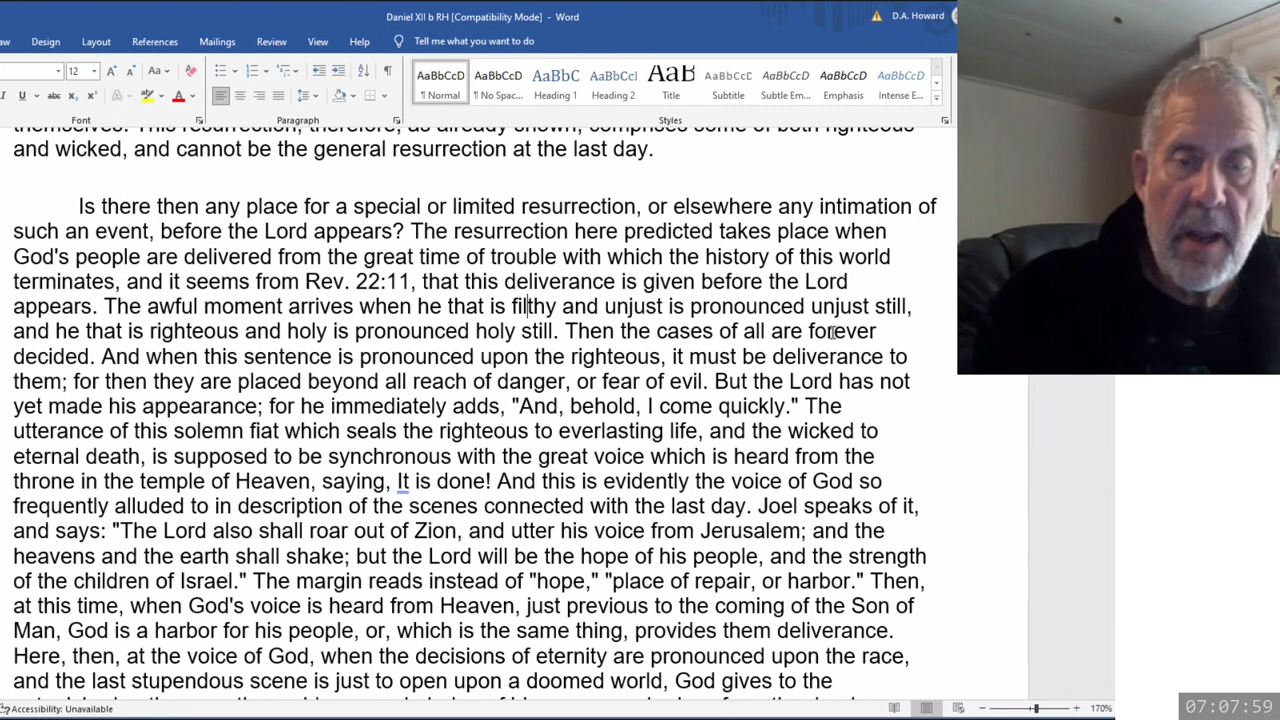 Daniel XII b RH [Compatibility Mode] - Word
D.A. Howard
Design Layout References Mailings Review View Help Tell me what you want to do
12 Aa
AaBbCcD AaBbCcD AaBbC AaBbCcI AaB AaBbCcD AaBbCcD AaBbCcD AaBbCcD
¶ Normal ¶ No Spac... Heading 1 Heading 2 Title Subtitle Subtle Em... Emphasis Intense E...
Font Paragraph Styles
themselves. This resurrection, therefore, as already shown, comprises some of both righteous
and wicked, and cannot be the general resurrection at the last day.
Is there then any place for a special or limited resurrection, or elsewhere any intimation of
such an event, before the Lord appears? The resurrection here predicted takes place when
God's people are delivered from the great time of trouble with which the history of this world
terminates, and it seems from Rev. 22:11, that this deliverance is given before the Lord
appears. The awful moment arrives when he that is filthy and unjust is pronounced unjust still,
and he that is righteous and holy is pronounced holy still. Then the cases of all are forever
decided. And when this sentence is pronounced upon the righteous, it must be deliverance to
them; for then they are placed beyond all reach of danger, or fear of evil. But the Lord has not
yet made his appearance; for he immediately adds, "And, behold, I come quickly." The
utterance of this solemn fiat which seals the righteous to everlasting life, and the wicked to
eternal death, is supposed to be synchronous with the great voice which is heard from the
throne in the temple of Heaven, saying, It is done! And this is evidently the voice of God so
frequently alluded to in description of the scenes connected with the last day. Joel speaks of it,
and says: "The Lord also shall roar out of Zion, and utter his voice from Jerusalem; and the
heavens and the earth shall shake; but the Lord will be the hope of his people, and the strength
of the children of Israel." The margin reads instead of "hope," "place of repair, or harbor." Then,
at this time, when God's voice is heard from Heaven, just previous to the coming of the Son of
Man, God is a harbor for his people, or, which is the same thing, provides them deliverance.
Here, then, at the voice of God, when the decisions of eternity are pronounced upon the race,
and the last stupendous scene is just to open upon a doomed world, God gives to the
Accessibility: Unavailable
170%
07:07:59